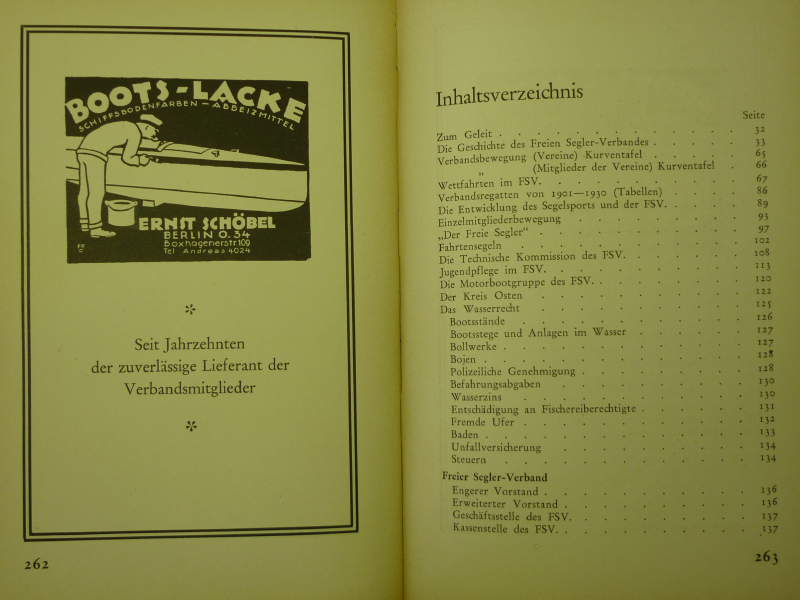 BOOTS-LACKE
SCHIFFSBODENFARBEN — ABBEIZMITTEL
ERNST SCHÖBEL
BERLIN O. 34
Boxhagenerstr. 109
Tel Andreas 4024
Seit Jahrzehnten
der zuverlässige Lieferant der
Verbandsmitglieder
262
Inhaltsverzeichnis
Seite
Zum Geleit . . . . . . . . . . . . 32
Die Geschichte des Freien Segler-Verbandes . . . . . 33
Verbandsbewegung (Vereine) Kurventafel . . . . . 65
„ (Mitglieder der Vereine) Kurventafel . 66
Wettfahrten im FSV. . . . . . . . . . 67
Verbandsregatten von 1901—1930 (Tabellen) . . . . 86
Die Entwicklung des Segelsports und der FSV. . . . . 89
Einzelmitgliederbewegung . . . . . . . . 93
„Der Freie Segler“ . . . . . . . . . . 97
Fahrtensegeln . . . . . . . . . . 102
Die Technische Kommission des FSV. . . . . . . 108
Jugendpflege im FSV. . . . . . . . . . 113
Die Motorbootgruppe des FSV. . . . . . . . 120
Der Kreis Osten . . . . . . . . . 122
Das Wasserrecht . . . . . . . . . 125
Bootsstände . . . . . . . . . . 126
Bootsstege und Anlagen im Wasser . . . . . . 127
Bollwerke . . . . . . . . . . 127
Bojen . . . . . . . . . . . 128
Polizeiliche Genehmigung . . . . . . . . 128
Befahrungsabgaben . . . . . . . . 130
Wasserzins . . . . . . . . . . 130
Entschädigung an Fischereiberechtigte . . . . . 131
Fremde Ufer . . . . . . . . . . 132
Baden . . . . . . . . . . . 133
Unfallversicherung . . . . . . . . 134
Steuern . . . . . . . . . . 134
Freier Segler-Verband
Engerer Vorstand . . . . . . . . . 136
Erweiterter Vorstand . . . . . . . . 136
Geschäftsstelle des FSV. . . . . . . . . 137
Kassenstelle des FSV. . . . . . . . . 137
263